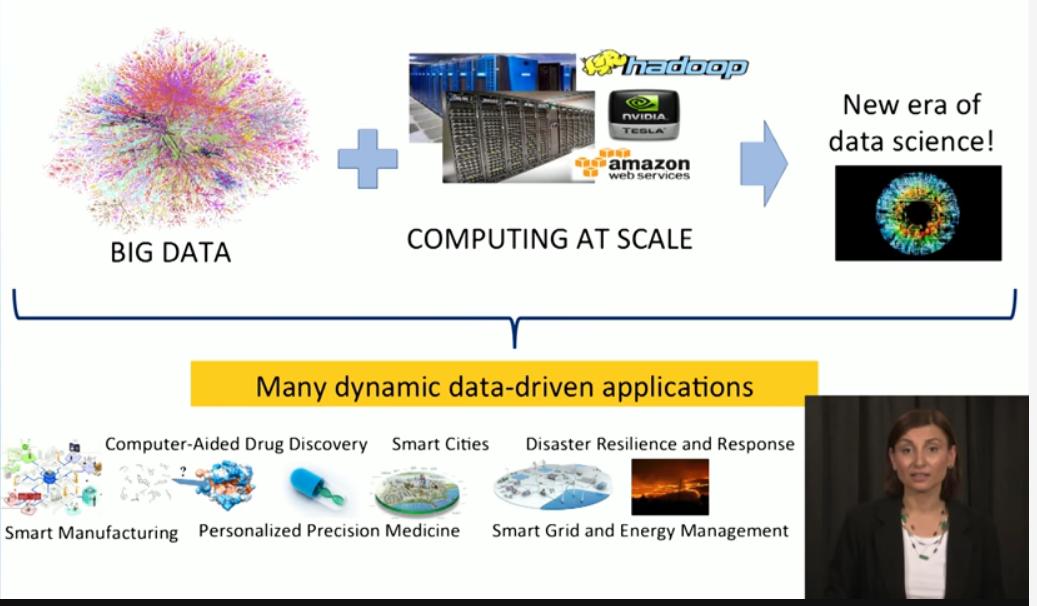 hadoop
NVIDIA.
TESLA
amazon
web services
New era of
data science!
BIG DATA
COMPUTING AT SCALE
Many dynamic data-driven applications
Computer-Aided Drug Discovery
Smart Cities
Disaster Resilience and Response
?
Smart Manufacturing
Personalized Precision Medicine
Smart Grid and Energy Management